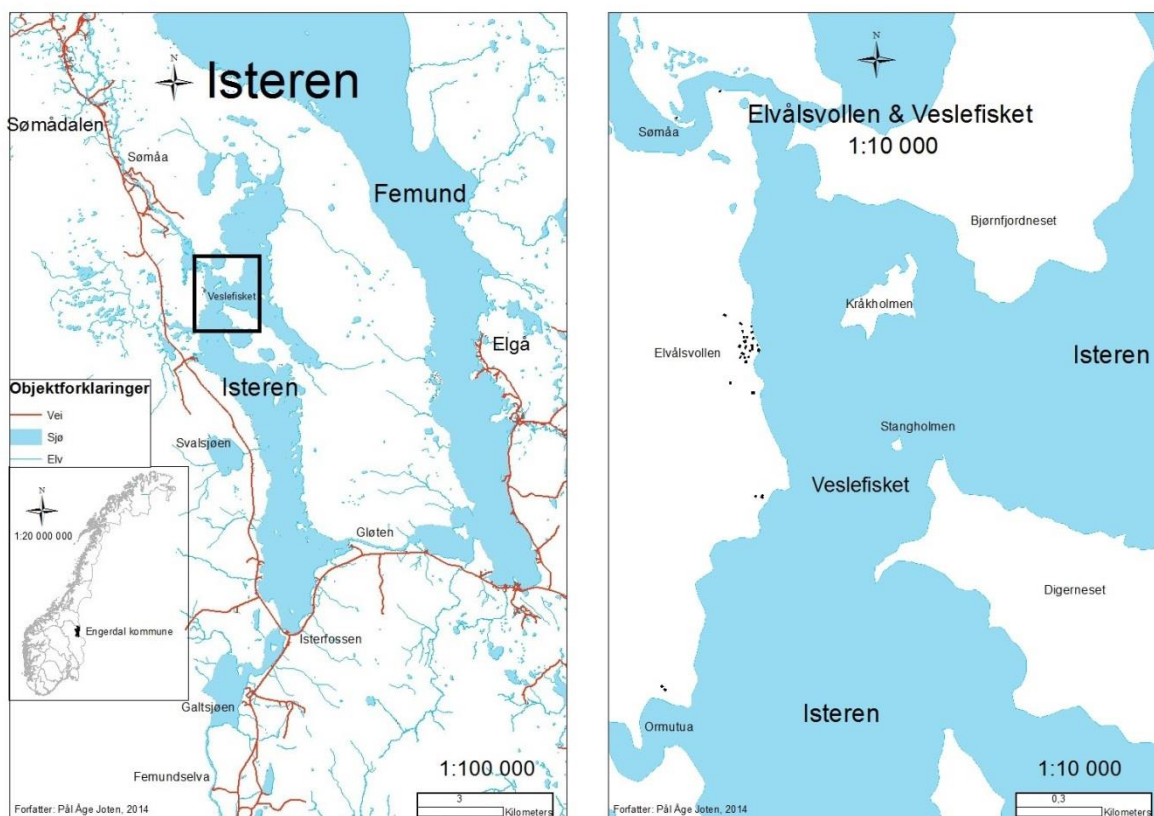 N
Isteren
Sømådalen
Sømåa
Femund
Veslefisket
Elgå
Isteren
Objektforklaringer
Vei
Sjø
Elv
Svalsjøen
N
1:20 000 000
Engerdal kommune
Gløten
Isterfossen
Galtsjøen
Femundselva
1:100 000
3
Kilometers
Forfatter: Pål Åge Joten, 2014
N
Elvålsvollen & Veslefisket
1:10 000
Sømåa
Bjørnfjordneset
Kråkholmen
Elvålsvollen
Isteren
Stangholmen
Veslefisket
Digerneset
Isteren
Ormutua
1:10 000
0,3
Kilometers
Forfatter: Pål Åge Joten, 2014